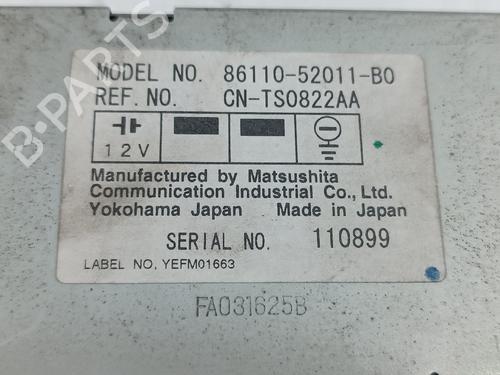 MODEL NO. 86110-52011-B0
REF. NO. CN-TS0822AA
12V
Manufactured by Matsushita
Communication Industrial Co., Ltd.
Yokohama Japan Made in Japan
SERIAL NO. 110899
LABEL NO. YEFM01663
FA031625B